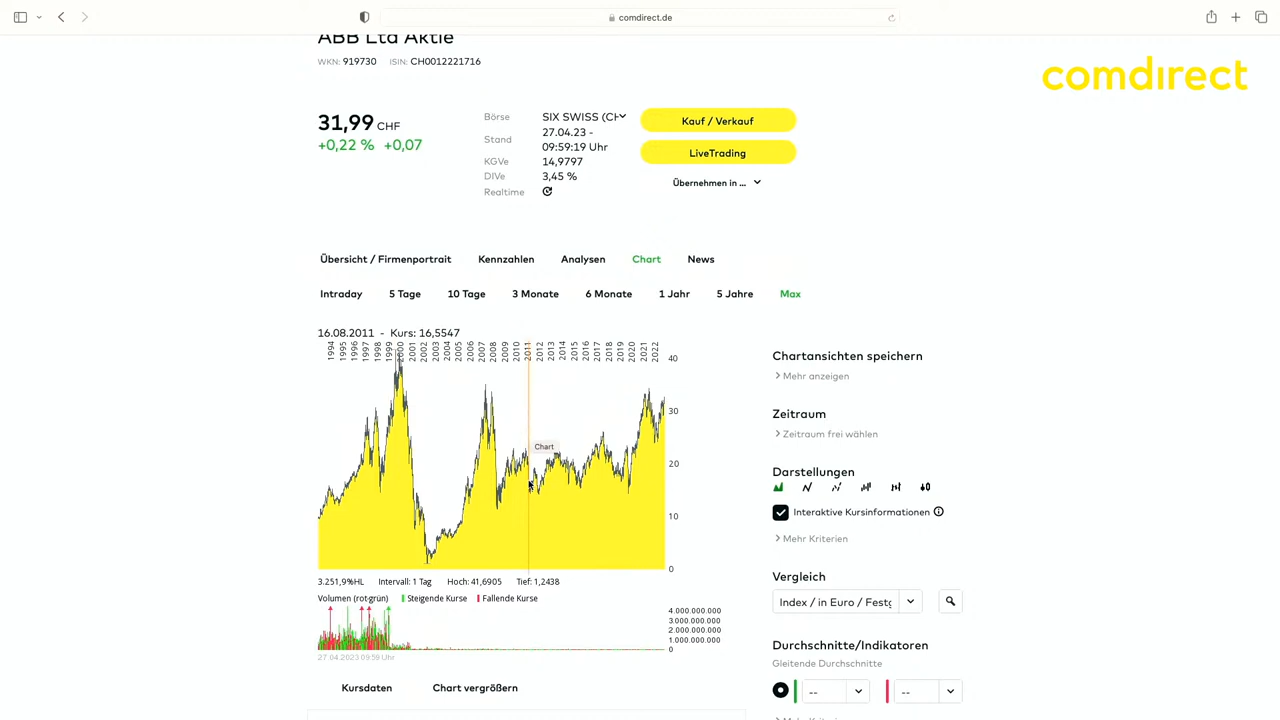 comdirect.de
ABB Ltd Aktie
WKN: 919730 ISIN: CH0012221716
comdirect
31,99 CHF
+0,22 % +0,07
Börse SIX SWISS (CH
Stand 27.04.23 -
09:59:19 Uhr
KGVe 14,9797
DIVe 3,45 %
Realtime
Kauf / Verkauf
LiveTrading
Übernehmen in ...
Übersicht / Firmenportrait Kennzahlen Analysen Chart News
Intraday 5 Tage 10 Tage 3 Monate 6 Monate 1 Jahr 5 Jahre Max
16.08.2011 - Kurs: 16,5547
1994 1995 1996 1997 1998 1999 2000 2001 2002 2003 2004 2005 2006 2007 2008 2009 2010 2011 2012 2013 2014 2015 2016 2017 2018 2019 2020 2021 2022
40
30
20
10
0
Chart
3.251,9%HL Intervall: 1 Tag Hoch: 41,6905 Tief: 1,2438
Volumen (rot-grün) Steigende Kurse Fallende Kurse
4.000.000.000
3.000.000.000
2.000.000.000
1.000.000.000
0
27.04.2023 09:59 Uhr
Kursdaten Chart vergrößern
Chartansichten speichern
Mehr anzeigen
Zeitraum
Zeitraum frei wählen
Darstellungen
Interaktive Kursinformationen
Mehr Kriterien
Vergleich
Index / in Euro / Festg
Durchschnitte/Indikatoren
Gleitende Durchschnitte
-- --